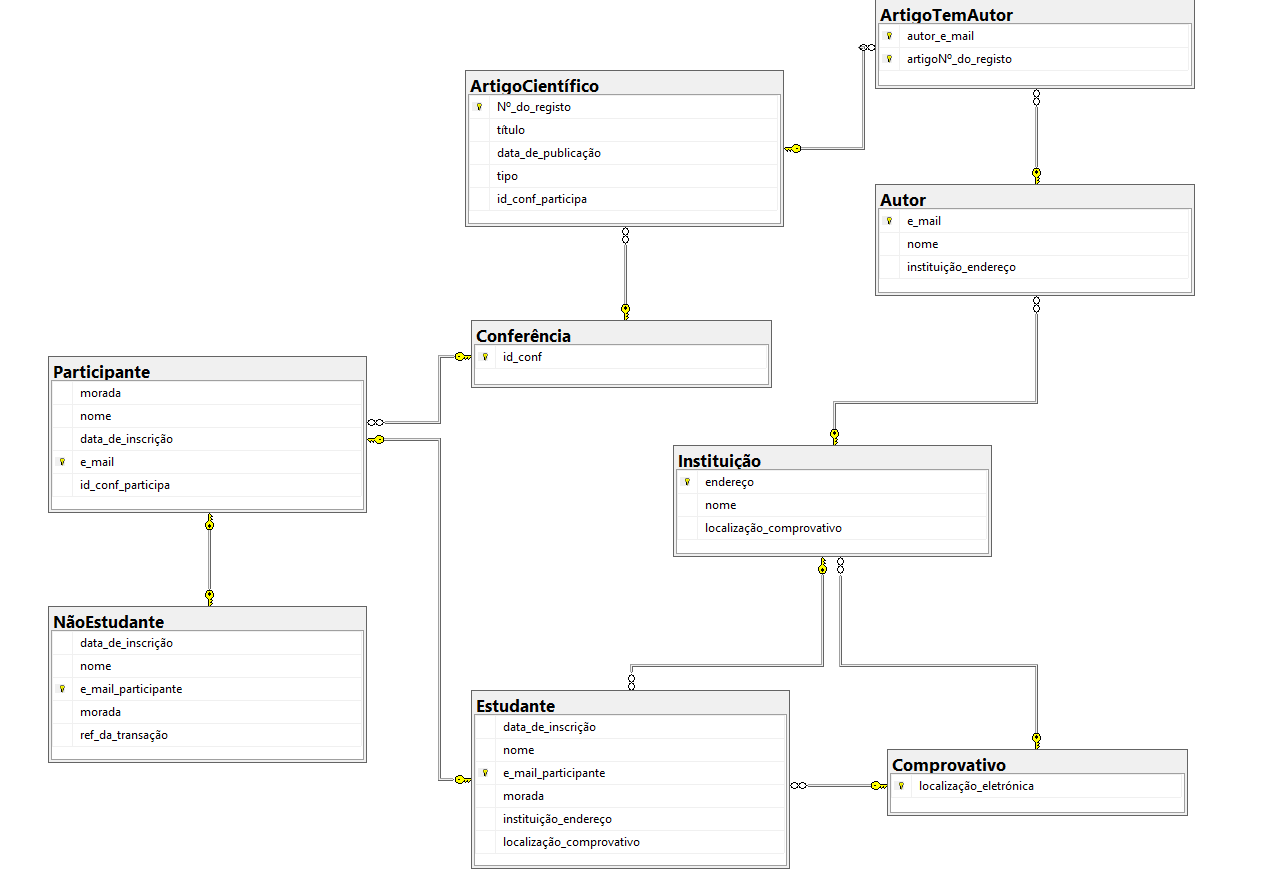 ArtigoTemAutor
autor_e_mail
artigoNº_do_registo
ArtigoCientífico
Nº_do_registo
título
data_de_publicação
tipo
id_conf_participa
Autor
e_mail
nome
instituição_endereço
Conferência
id_conf
Participante
morada
nome
data_de_inscrição
e_mail
id_conf_participa
Instituição
endereço
nome
localização_comprovativo
NãoEstudante
data_de_inscrição
nome
e_mail_participante
morada
ref_da_transação
Estudante
data_de_inscrição
nome
e_mail_participante
morada
instituição_endereço
localização_comprovativo
Comprovativo
localização_eletrónica